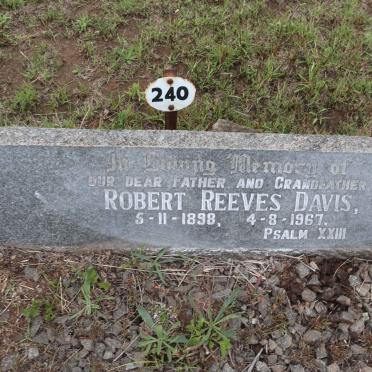 240
In Loving Memory of
OUR DEAR FATHER AND GRANDFATHER
ROBERT REEVES DAVIS,
5-11-1898, 4-8-1967.
PSALM XXIII